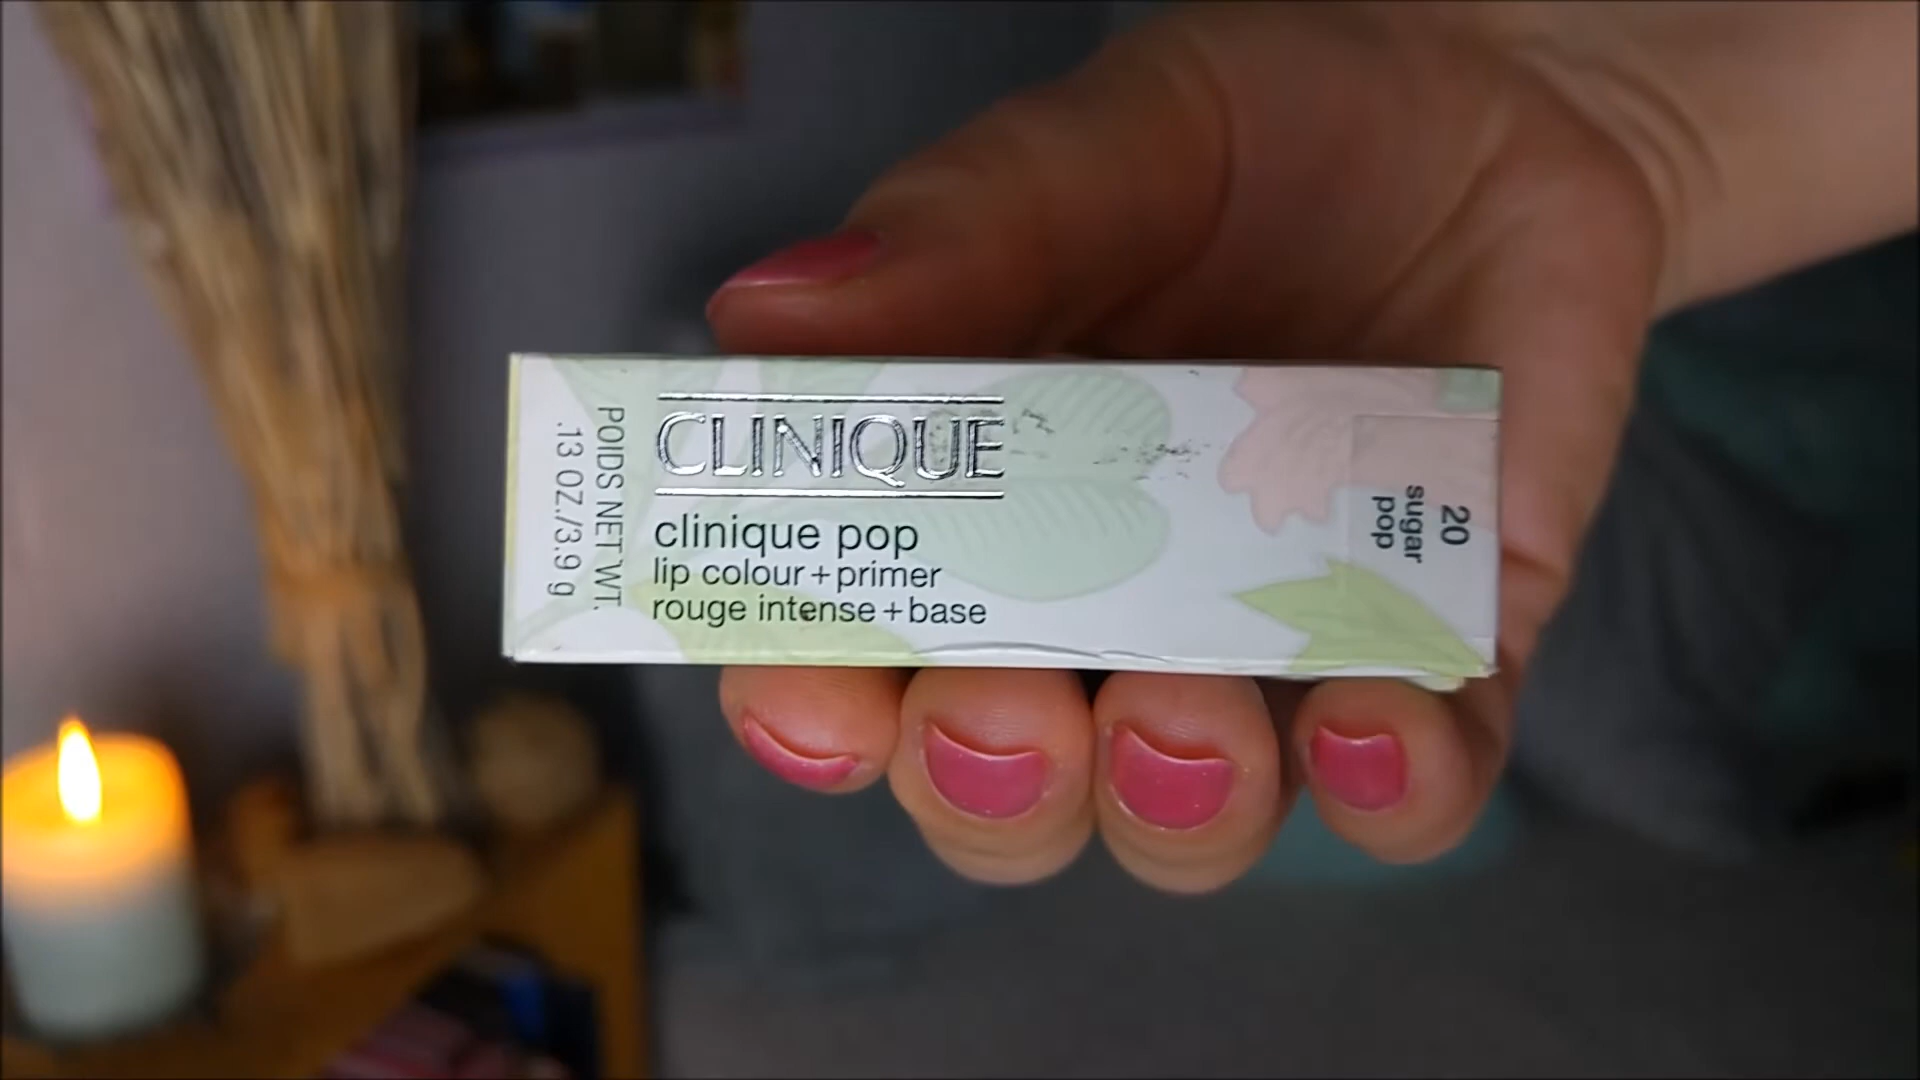 CLINIQUE
clinique pop
lip colour+primer
rouge intense+base
POIDS NET WT.
.13 OZ./3.9 g
20
sugar
pop